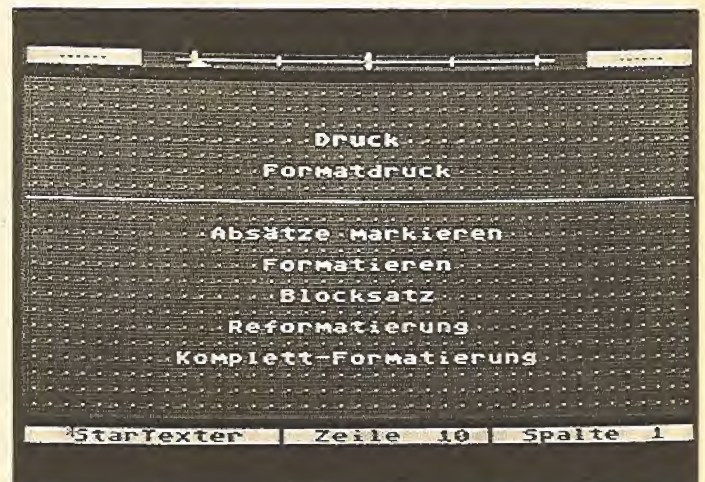 Druck
Formatdruck
Absätze markieren
Formatieren
Blocksatz
Reformatierung
Komplett-Formatierung
*StarTexter Zeile 10 Spalte 1